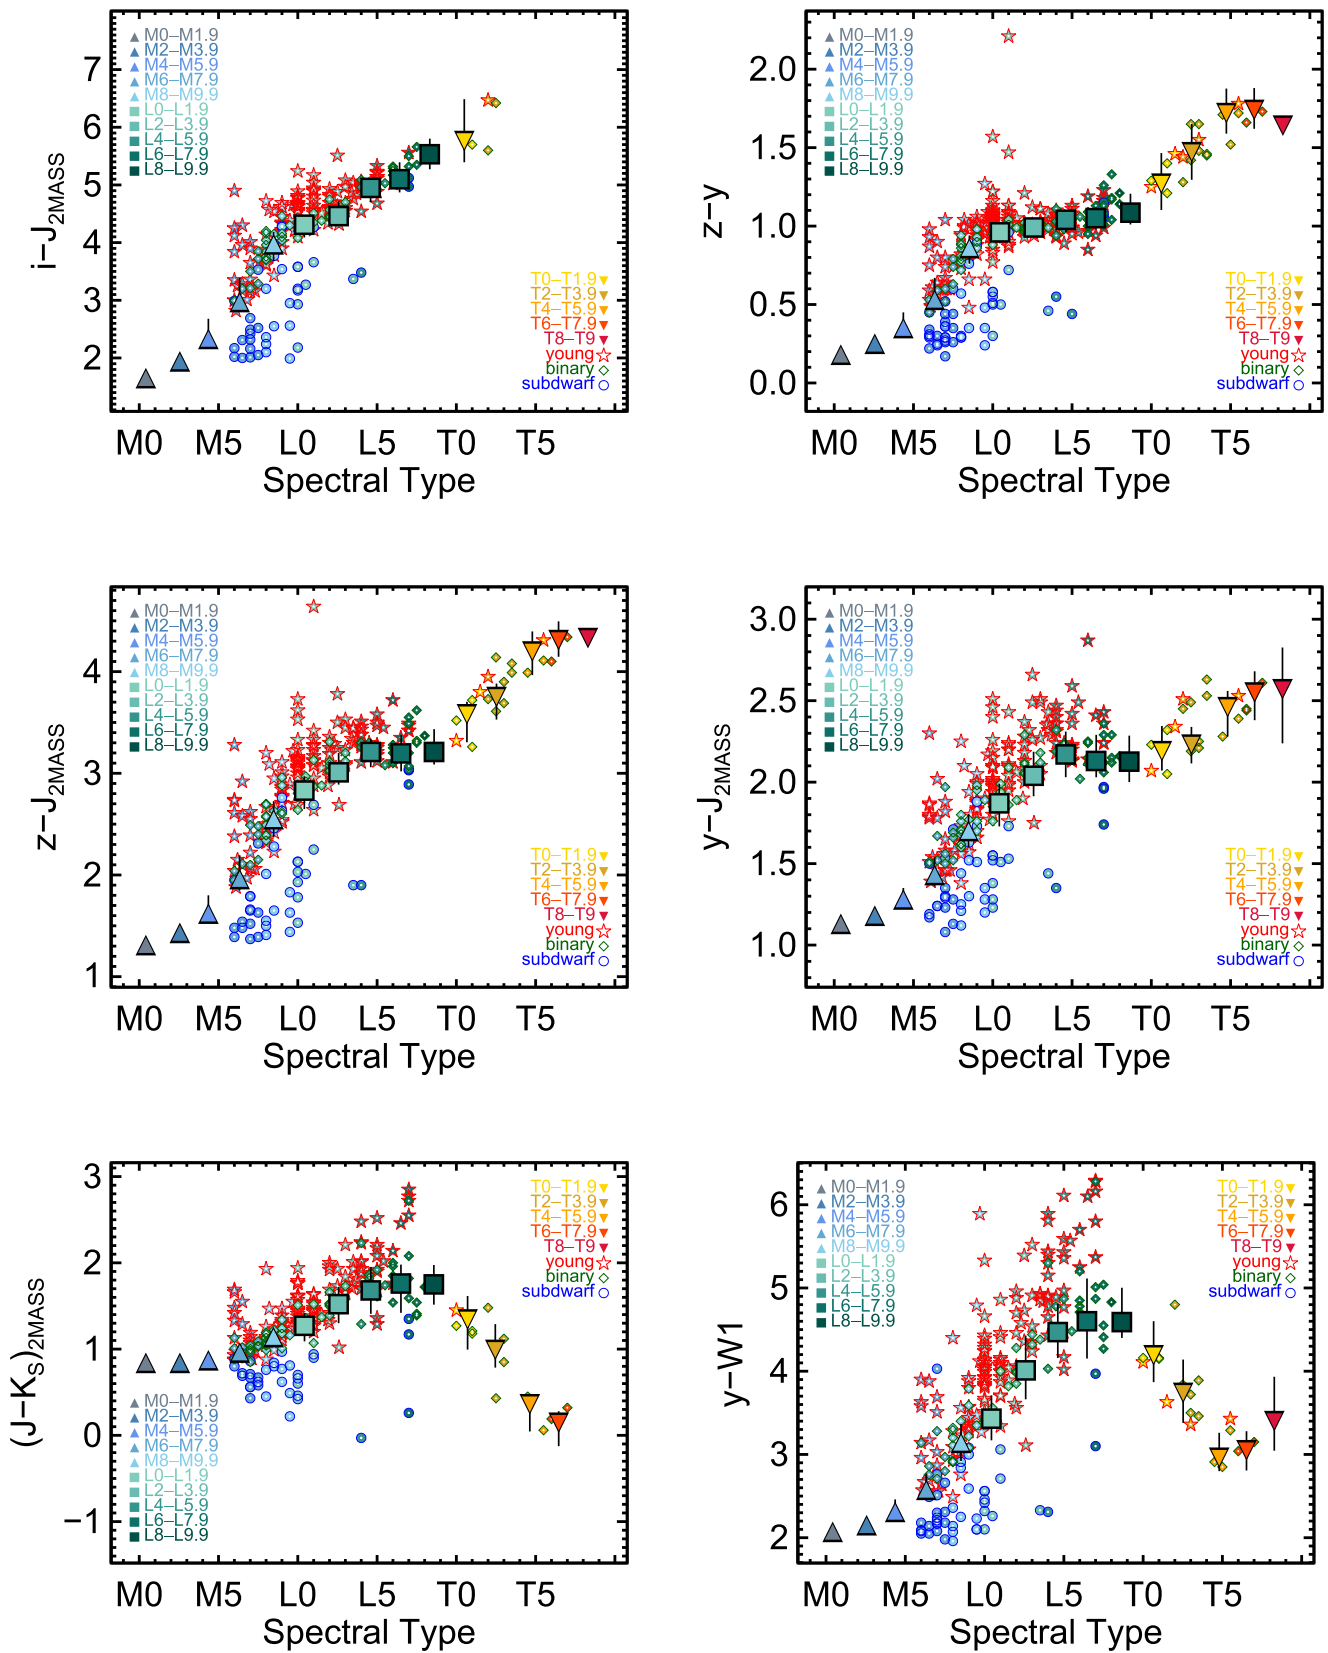 M0–M1.9
M2–M3.9
M4–M5.9
M6–M7.9
M8–M9.9
L0–L1.9
L2–L3.9
L4–L5.9
L6–L7.9
L8–L9.9
T0–T1.9
T2–T3.9
T4–T5.9
T6–T7.9
T8–T9
young
binary
subdwarf
7
6
5
4
3
2
i–J2MASS
M0 M5 L0 L5 T0 T5
Spectral Type
M0–M1.9
M2–M3.9
M4–M5.9
M6–M7.9
M8–M9.9
L0–L1.9
L2–L3.9
L4–L5.9
L6–L7.9
L8–L9.9
T0–T1.9
T2–T3.9
T4–T5.9
T6–T7.9
T8–T9
young
binary
subdwarf
2.0
1.5
1.0
0.5
0.0
z–y
M0 M5 L0 L5 T0 T5
Spectral Type
M0–M1.9
M2–M3.9
M4–M5.9
M6–M7.9
M8–M9.9
L0–L1.9
L2–L3.9
L4–L5.9
L6–L7.9
L8–L9.9
T0–T1.9
T2–T3.9
T4–T5.9
T6–T7.9
T8–T9
young
binary
subdwarf
4
3
2
1
z–J2MASS
M0 M5 L0 L5 T0 T5
Spectral Type
M0–M1.9
M2–M3.9
M4–M5.9
M6–M7.9
M8–M9.9
L0–L1.9
L2–L3.9
L4–L5.9
L6–L7.9
L8–L9.9
T0–T1.9
T2–T3.9
T4–T5.9
T6–T7.9
T8–T9
young
binary
subdwarf
3.0
2.5
2.0
1.5
1.0
y–J2MASS
M0 M5 L0 L5 T0 T5
Spectral Type
T0–T1.9
T2–T3.9
T4–T5.9
T6–T7.9
T8–T9
young
binary
subdwarf
M0–M1.9
M2–M3.9
M4–M5.9
M6–M7.9
M8–M9.9
L0–L1.9
L2–L3.9
L4–L5.9
L6–L7.9
L8–L9.9
3
2
1
0
−1
(J–KS)2MASS
M0 M5 L0 L5 T0 T5
Spectral Type
M0–M1.9
M2–M3.9
M4–M5.9
M6–M7.9
M8–M9.9
L0–L1.9
L2–L3.9
L4–L5.9
L6–L7.9
L8–L9.9
T0–T1.9
T2–T3.9
T4–T5.9
T6–T7.9
T8–T9
young
binary
subdwarf
6
5
4
3
2
y–W1
M0 M5 L0 L5 T0 T5
Spectral Type